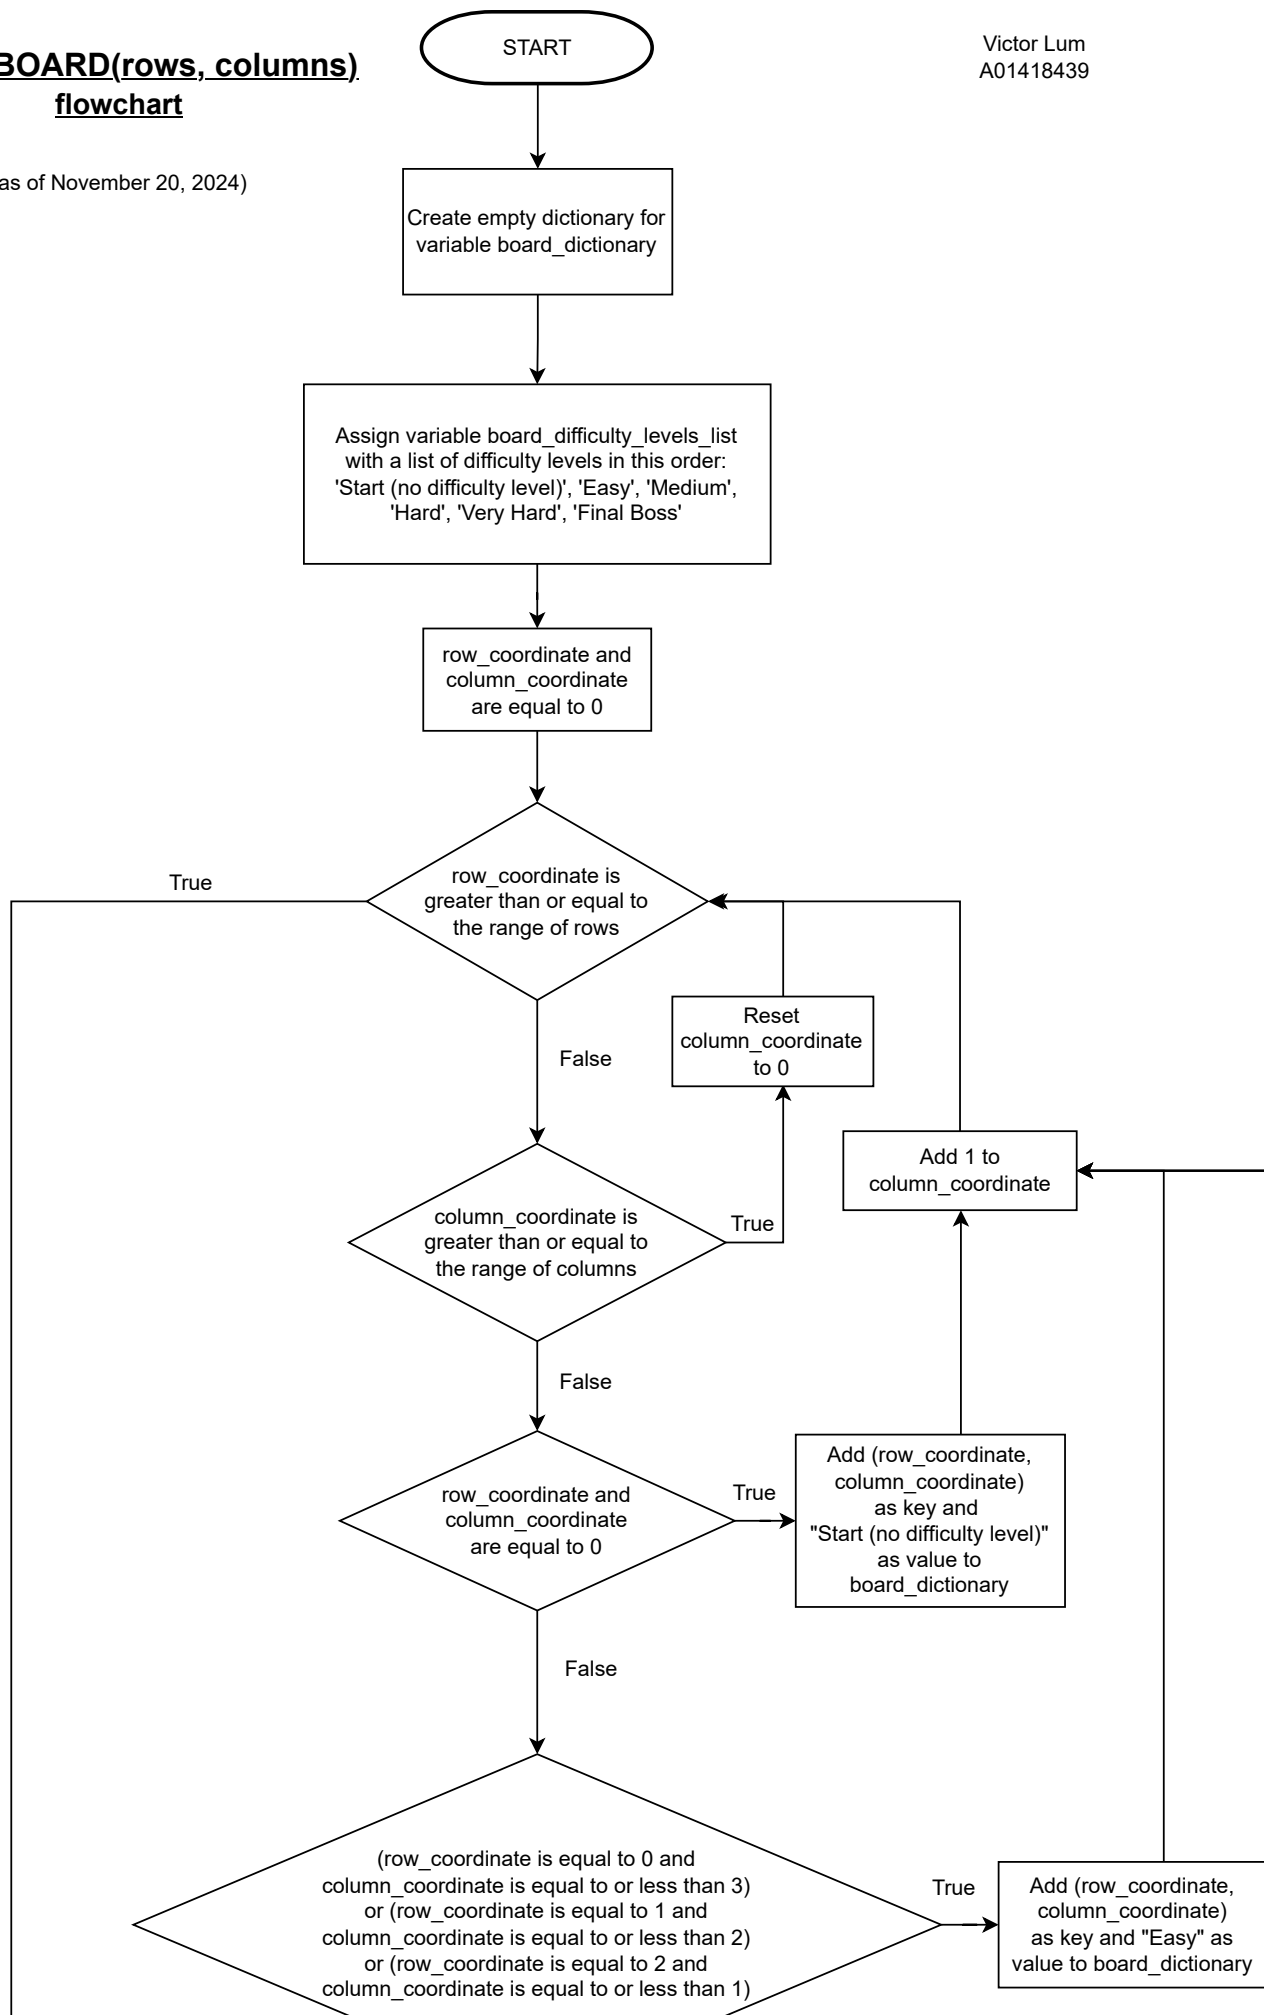 START
Victor Lum
A01418439
BOARD(rows, columns)
flowchart
as of November 20, 2024)
Create empty dictionary for
variable board_dictionary
Assign variable board_difficulty_levels_list
with a list of difficulty levels in this order:
'Start (no difficulty level)', 'Easy', 'Medium',
'Hard', 'Very Hard', 'Final Boss'
row_coordinate and
column_coordinate
are equal to 0
True
row_coordinate is
greater than or equal to
the range of rows
Reset
column_coordinate
to 0
False
Add 1 to
column_coordinate
column_coordinate is
greater than or equal to
the range of columns
True
False
row_coordinate and
column_coordinate
are equal to 0
True
Add (row_coordinate,
column_coordinate)
as key and
"Start (no difficulty level)"
as value to
board_dictionary
False
(row_coordinate is equal to 0 and
column_coordinate is equal to or less than 3)
or (row_coordinate is equal to 1 and
column_coordinate is equal to or less than 2)
or (row_coordinate is equal to 2 and
column_coordinate is equal to or less than 1)
True
Add (row_coordinate,
column_coordinate)
as key and "Easy" as
value to board_dictionary